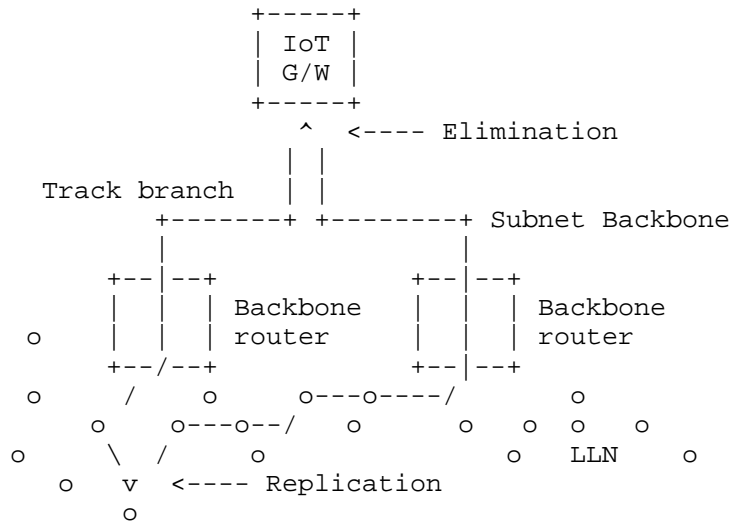 IoT
G/W
<---- Elimination
Track branch
Subnet Backbone
Backbone Backbone
o router router
o o o---o----/ o
o o---o--/ o o o o o
o \ / o o LLN o
o v <---- Replication
o